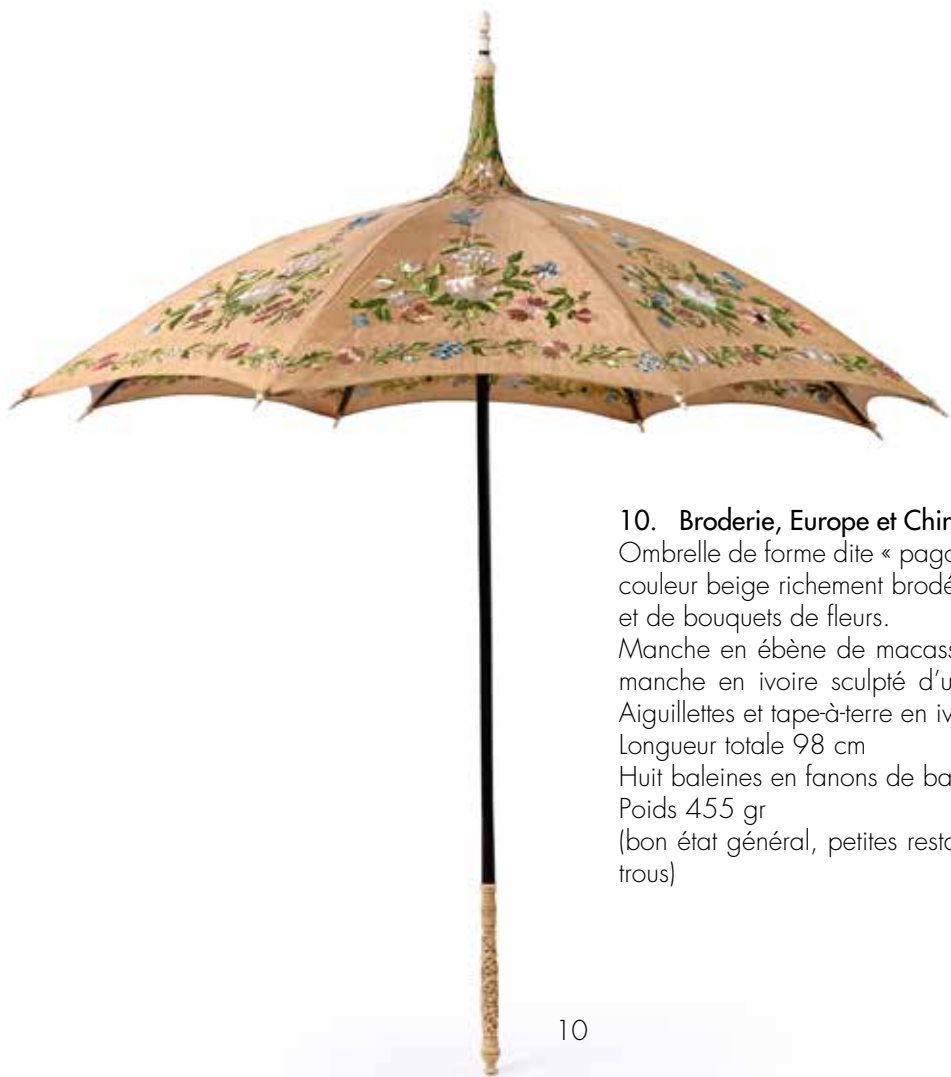 10. Broderie, Europe et Chin
Ombrelle de forme dite « pago
couleur beige richement brodé
et de bouquets de fleurs.
Manche en ébène de macass
manche en ivoire sculpté d'u
Aiguillettes et tape-à-terre en iv
Longueur totale 98 cm
Huit baleines en fanons de ba
Poids 455 gr
(bon état général, petites resta
trous)
10